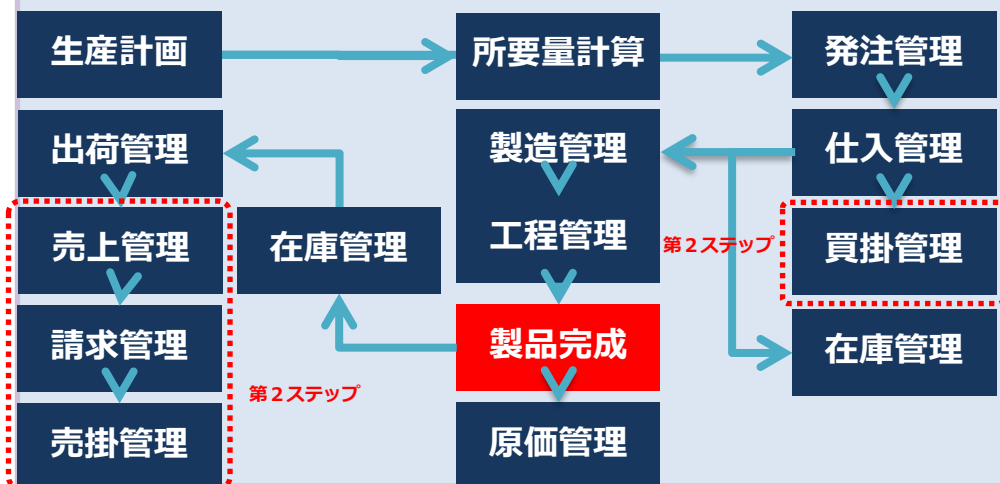 生産計画
所要量計算
発注管理
出荷管理
製造管理
仕入管理
売上管理
在庫管理
工程管理
第２ステップ
買掛管理
請求管理
製品完成
在庫管理
第２ステップ
売掛管理
原価管理